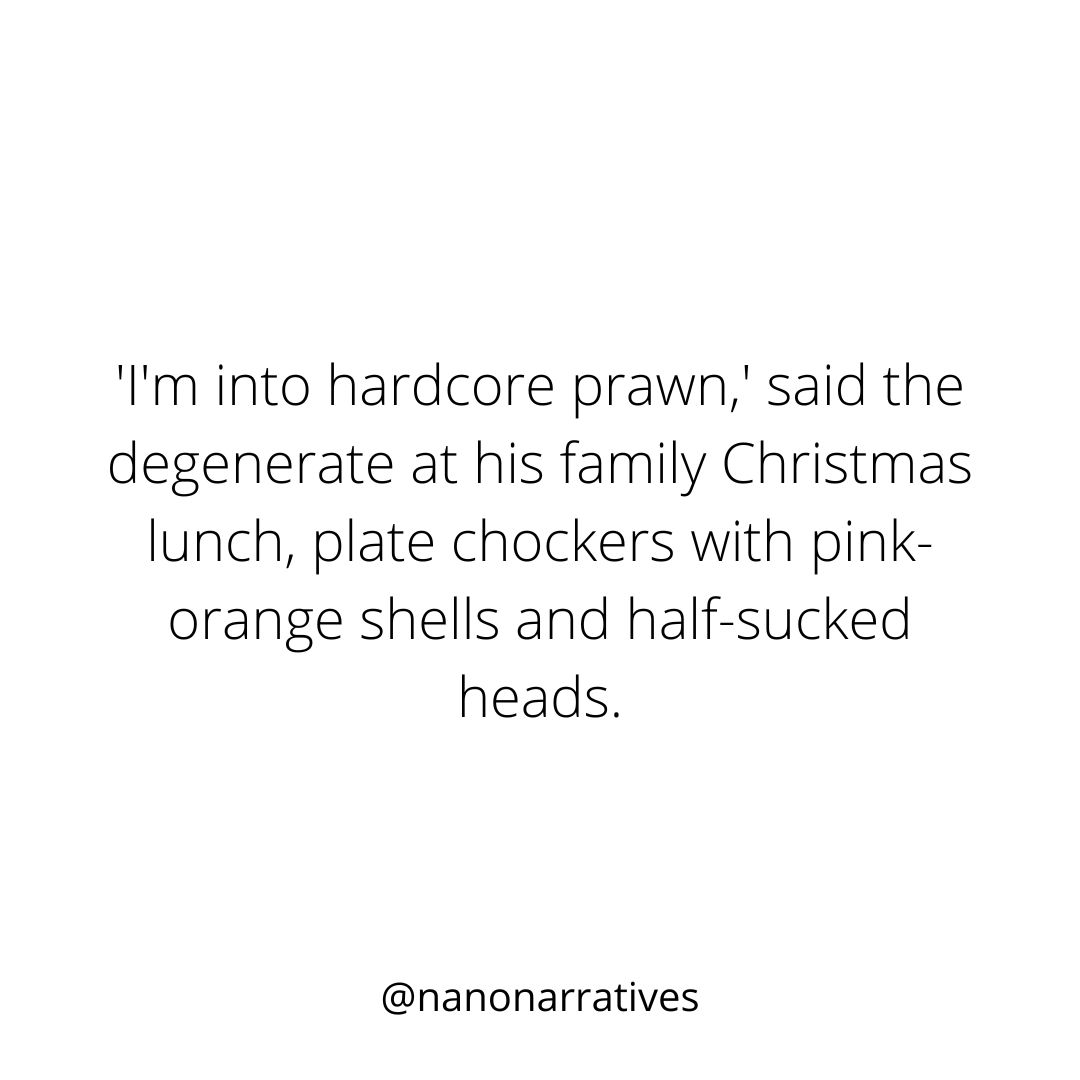 'I'm into hardcore prawn,' said the
degenerate at his family Christmas
lunch, plate chockers with pink-
orange shells and half-sucked
heads.
@nanonarratives